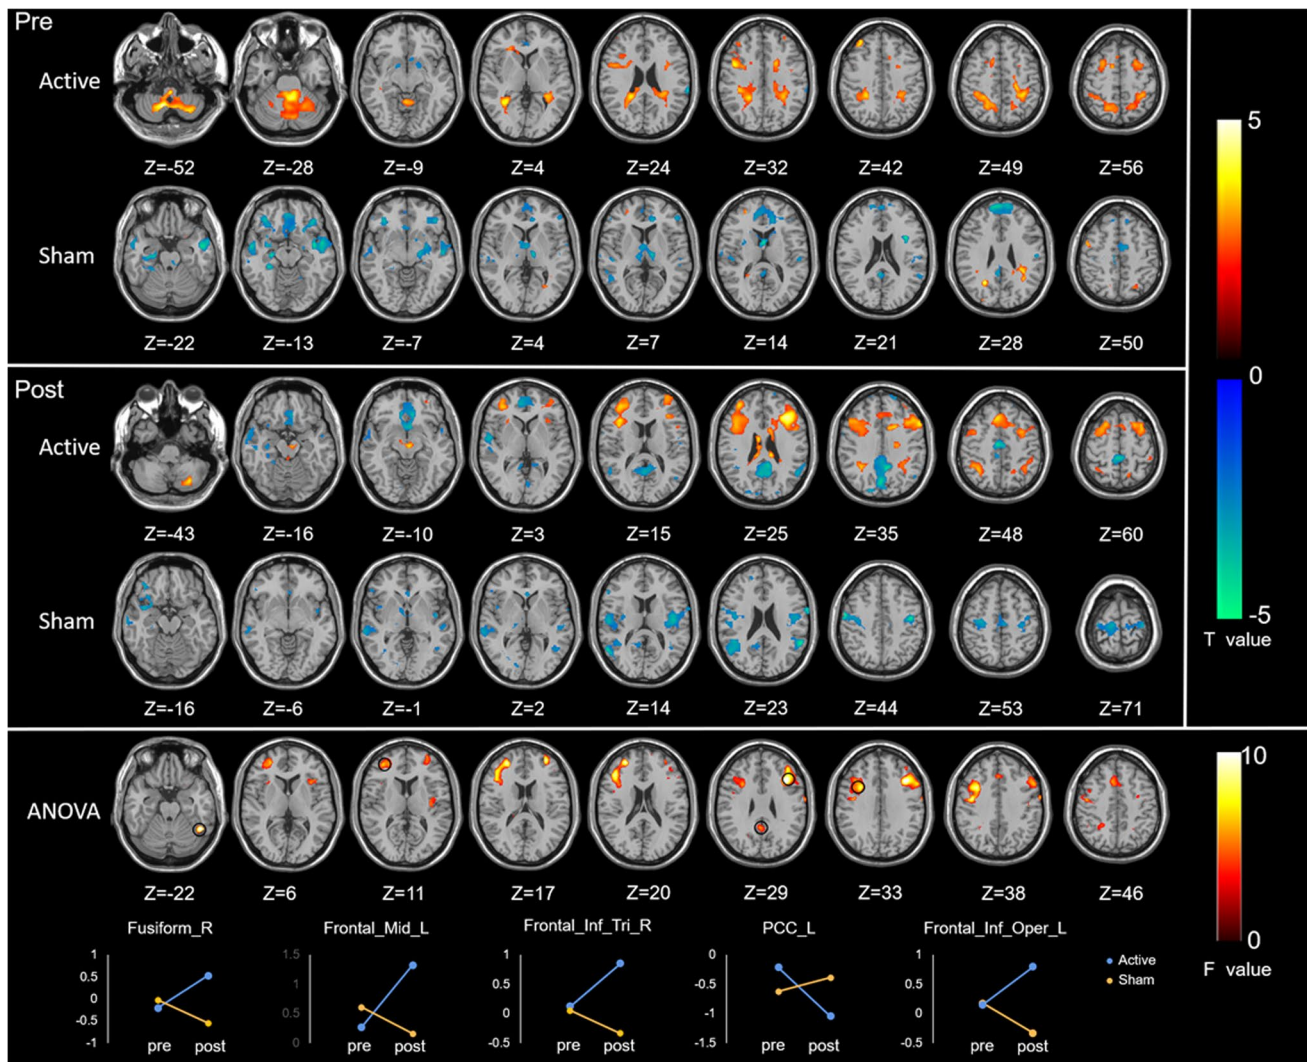 Pre
Active
Z=-52 Z=-28 Z=-9 Z=4 Z=24 Z=32 Z=42 Z=49 Z=56
Sham
Z=-22 Z=-13 Z=-7 Z=4 Z=7 Z=14 Z=21 Z=28 Z=50
5
0
-5
T value
Post
Active
Z=-43 Z=-16 Z=-10 Z=3 Z=15 Z=25 Z=35 Z=48 Z=60
Sham
Z=-16 Z=-6 Z=-1 Z=2 Z=14 Z=23 Z=44 Z=53 Z=71
ANOVA
Z=-22 Z=6 Z=11 Z=17 Z=20 Z=29 Z=33 Z=38 Z=46
10
0
F value
Fusiform_R
1
0.5
0
-0.5
-1
pre post
Frontal_Mid_L
1.5
1
0.5
0
pre post
Frontal_Inf_Tri_R
1
0.5
0
-0.5
pre post
PCC_L
0
-0.5
-1
-1.5
pre post
Frontal_Inf_Oper_L
1
0.5
0
-0.5
pre post
Active
Sham